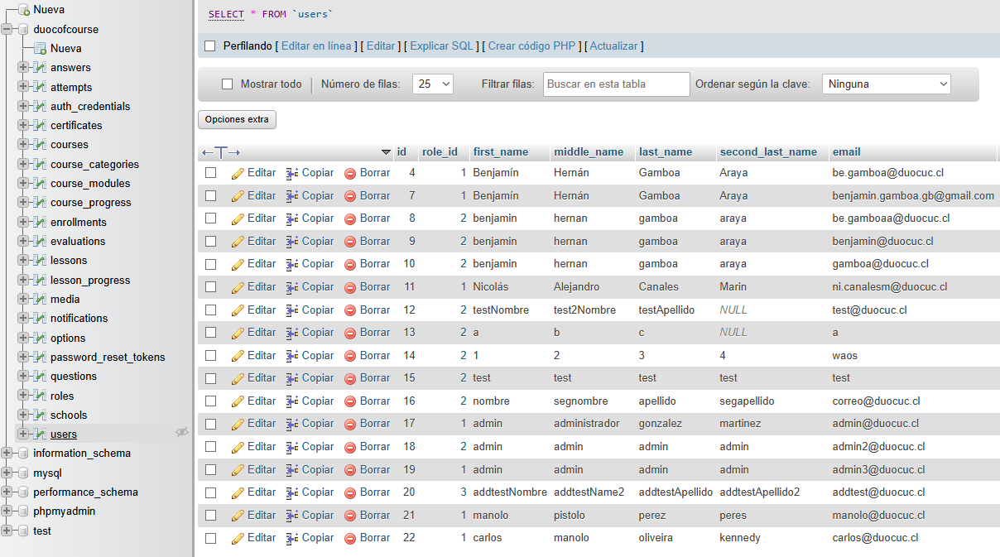 Nueva
duocofcourse
Nueva
answers
attempts
auth_credentials
certificates
courses
course_categories
course_modules
course_progress
enrollments
evaluations
lessons
lesson_progress
media
notifications
options
password_reset_tokens
questions
roles
schools
users
information_schema
mysql
performance_schema
phpmyadmin
test
SELECT * FROM `users`
Perfilando [ Editar en línea ] [ Editar ] [ Explicar SQL ] [ Crear código PHP ] [ Actualizar ]
Mostrar todo Número de filas: 25 Filtrar filas: Buscar en esta tabla Ordenar según la clave: Ninguna
Opciones extra
id role_id first_name middle_name last_name second_last_name email
Editar Copiar Borrar 4 1 Benjamín Hernán Gamboa Araya be.gamboa@duocuc.cl
Editar Copiar Borrar 7 1 Benjamín Hernán Gamboa Araya benjamin.gamboa.gb@gmail.com
Editar Copiar Borrar 8 2 benjamin hernan gamboa araya be.gamboaa@duocuc.cl
Editar Copiar Borrar 9 2 benjamin hernan gamboa araya benjamin@duocuc.cl
Editar Copiar Borrar 10 2 benjamin hernan gamboa araya gamboa@duocuc.cl
Editar Copiar Borrar 11 1 Nicolás Alejandro Canales Marin ni.canalesm@duocuc.cl
Editar Copiar Borrar 12 2 testNombre test2Nombre testApellido NULL test@duocuc.cl
Editar Copiar Borrar 13 2 a b c NULL a
Editar Copiar Borrar 14 2 1 2 3 4 waos
Editar Copiar Borrar 15 2 test test test test test
Editar Copiar Borrar 16 2 nombre segnombre apellido segapellido correo@duocuc.cl
Editar Copiar Borrar 17 1 admin administrador gonzalez martinez admin@duocuc.cl
Editar Copiar Borrar 18 2 admin admin admin admin admin2@duocuc.cl
Editar Copiar Borrar 19 1 admin admin admin admin admin3@duocuc.cl
Editar Copiar Borrar 20 3 addtestNombre addtestName2 addtestApellido addtestApellido2 addtest@duocuc.cl
Editar Copiar Borrar 21 1 manolo pistolo perez peres manolo@duocuc.cl
Editar Copiar Borrar 22 1 carlos manolo oliveira kennedy carlos@duocuc.cl